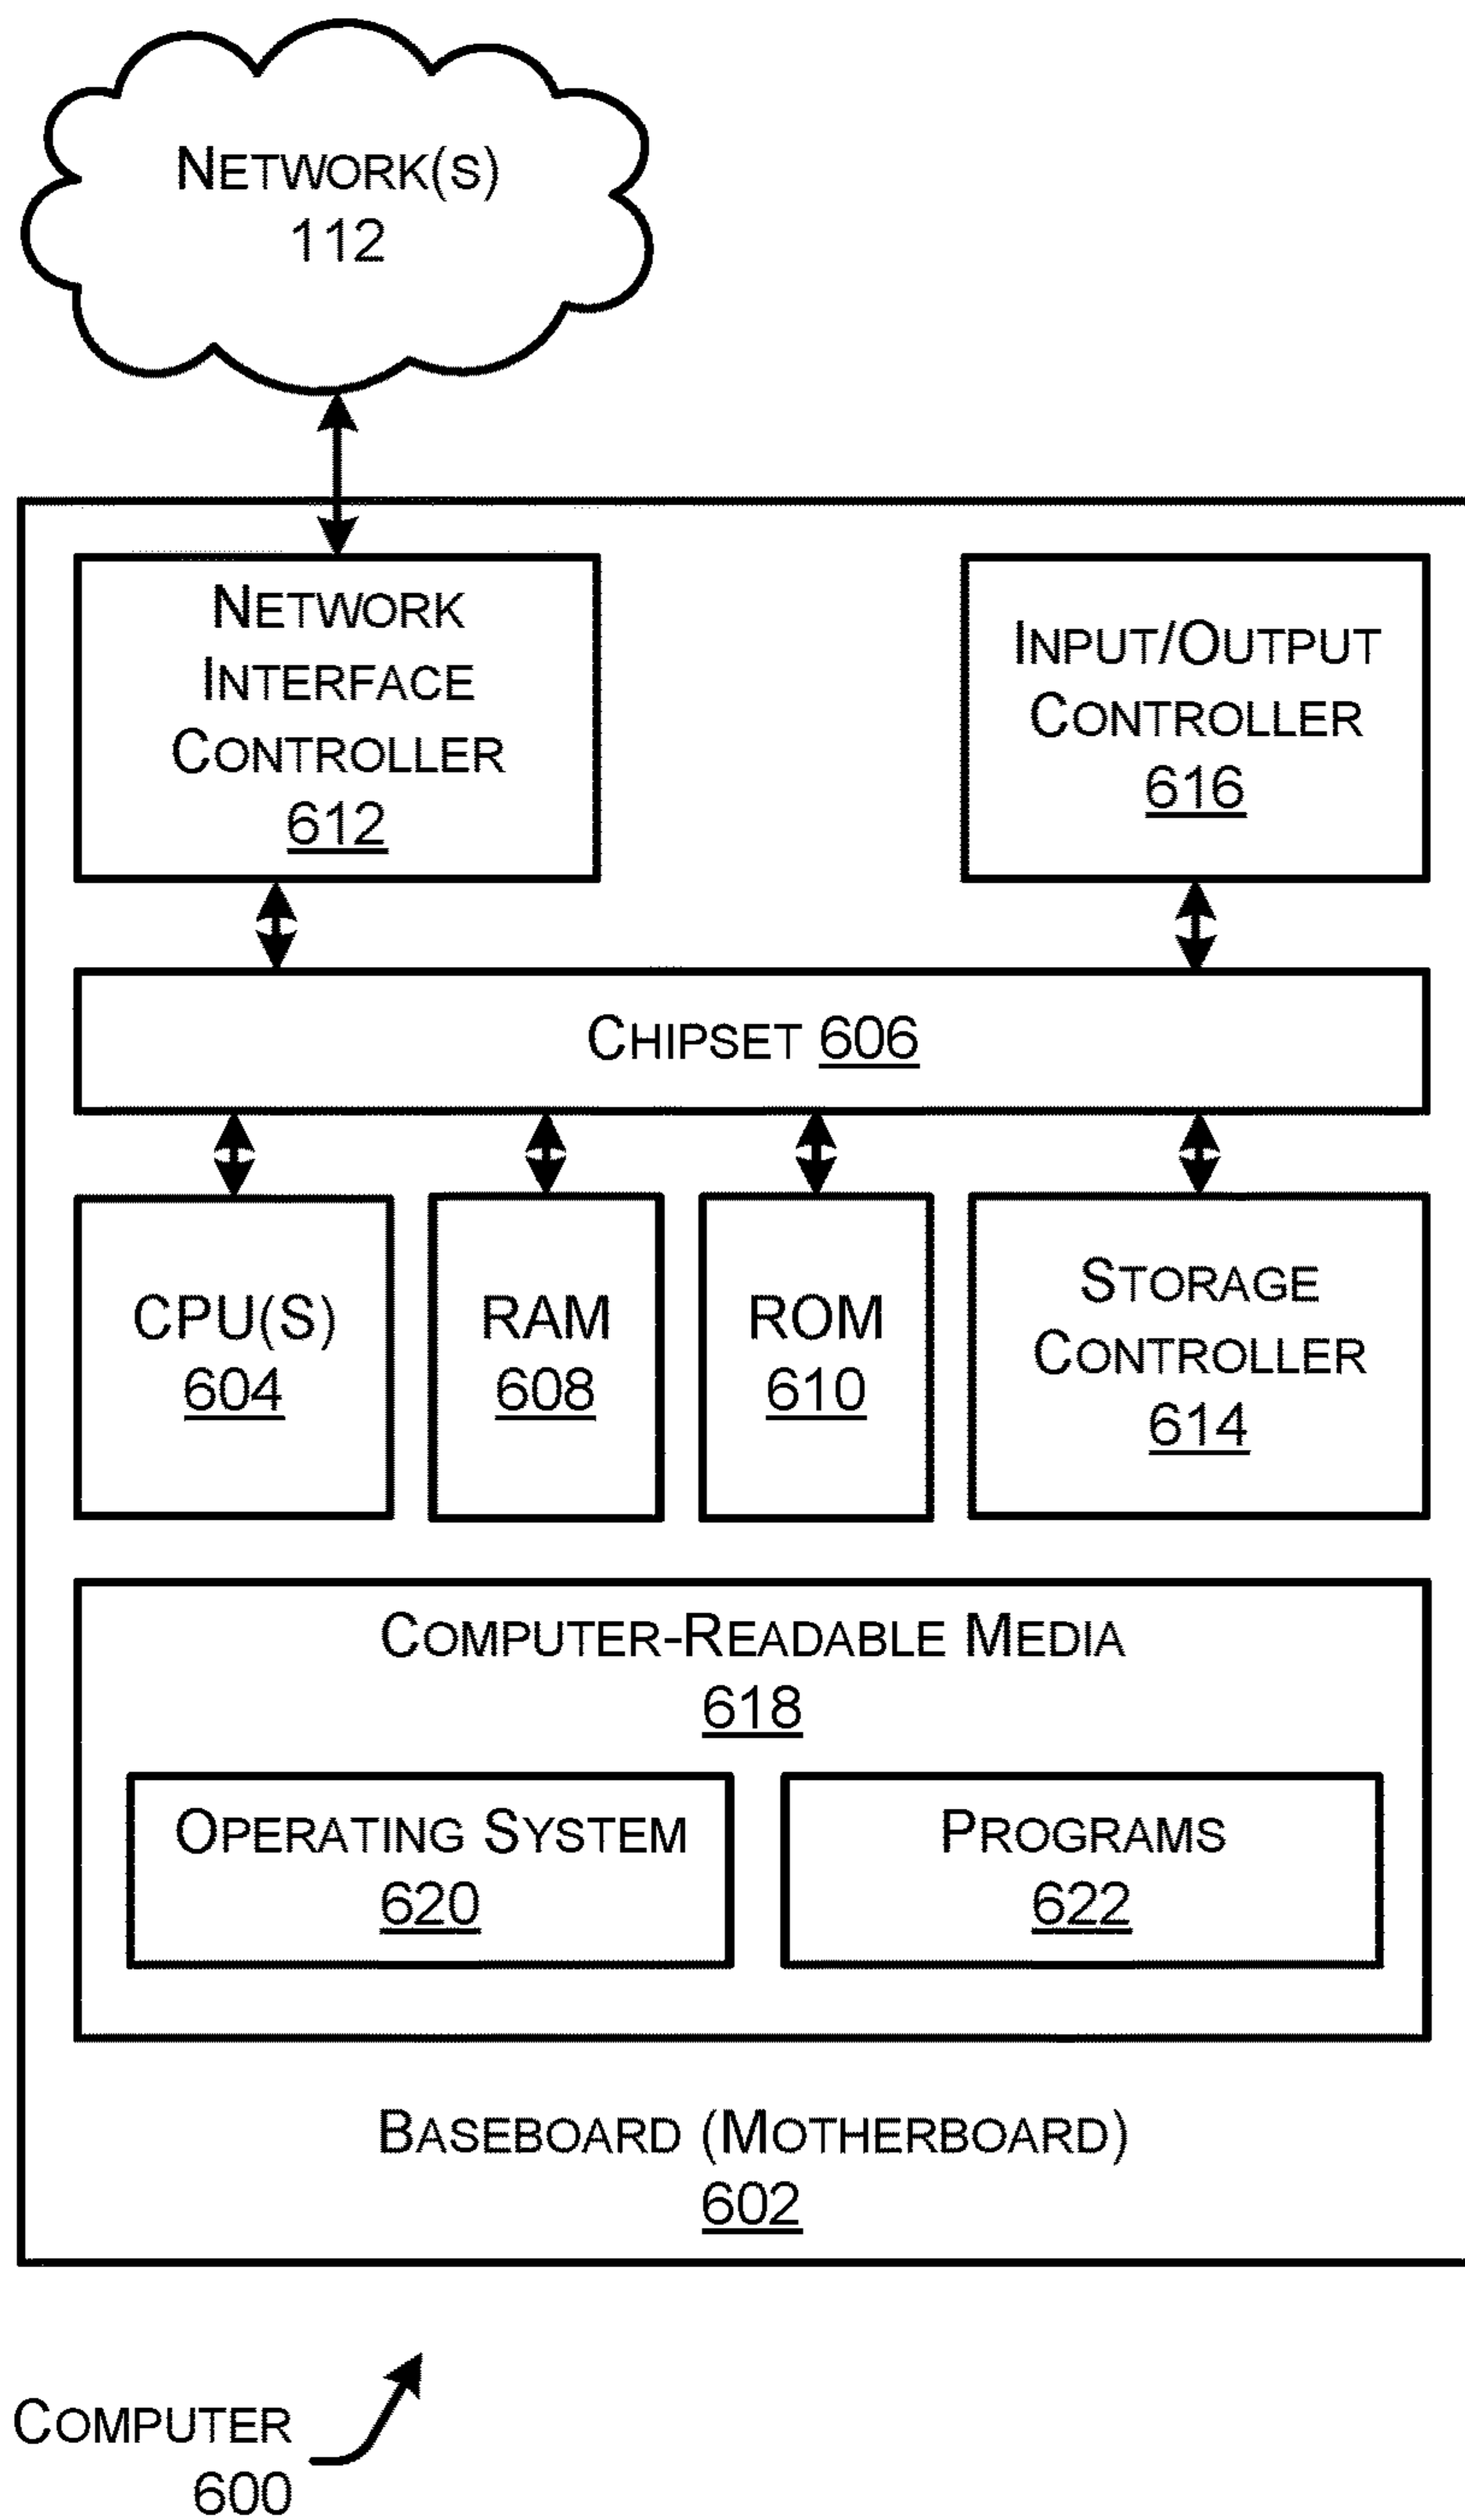 NETWORK(S)
112
NETWORK
INTERFACE
CONTROLLER
612
INPUT/OUTPUT
CONTROLLER
616
CHIPSET 606
CPU(S)
604
RAM
608
ROM
610
STORAGE
CONTROLLER
614
COMPUTER-READABLE MEDIA
618
OPERATING SYSTEM
620
PROGRAMS
622
BASEBOARD (MOTHERBOARD)
602
COMPUTER
600